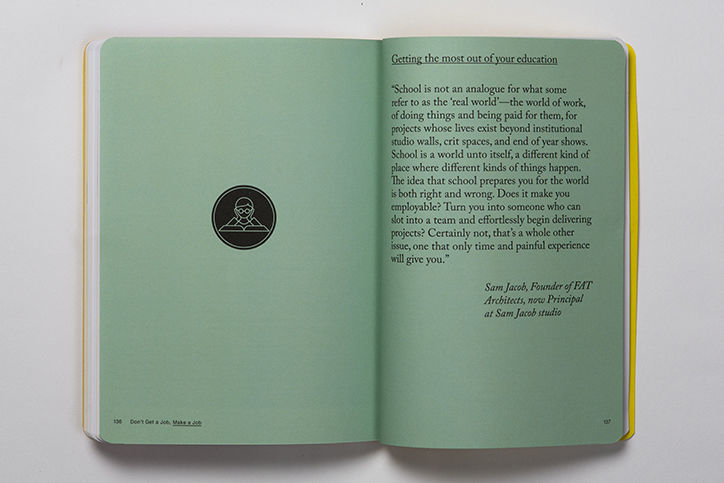 136 Don't Get a Job, Make a Job
Getting the most out of your education
“School is not an analogue for what some
refer to as the ‘real world’—the world of work,
of doing things and being paid for them, for
projects whose lives exist beyond institutional
studio walls, crit spaces, and end of year shows.
School is a world unto itself, a different kind of
place where different kinds of things happen.
The idea that school prepares you for the world
is both right and wrong. Does it make you
employable? Turn you into someone who can
slot into a team and effortlessly begin delivering
projects? Certainly not, that’s a whole other
issue, one that only time and painful experience
will give you.”
Sam Jacob, Founder of FAT
Architects, now Principal
at Sam Jacob studio
137